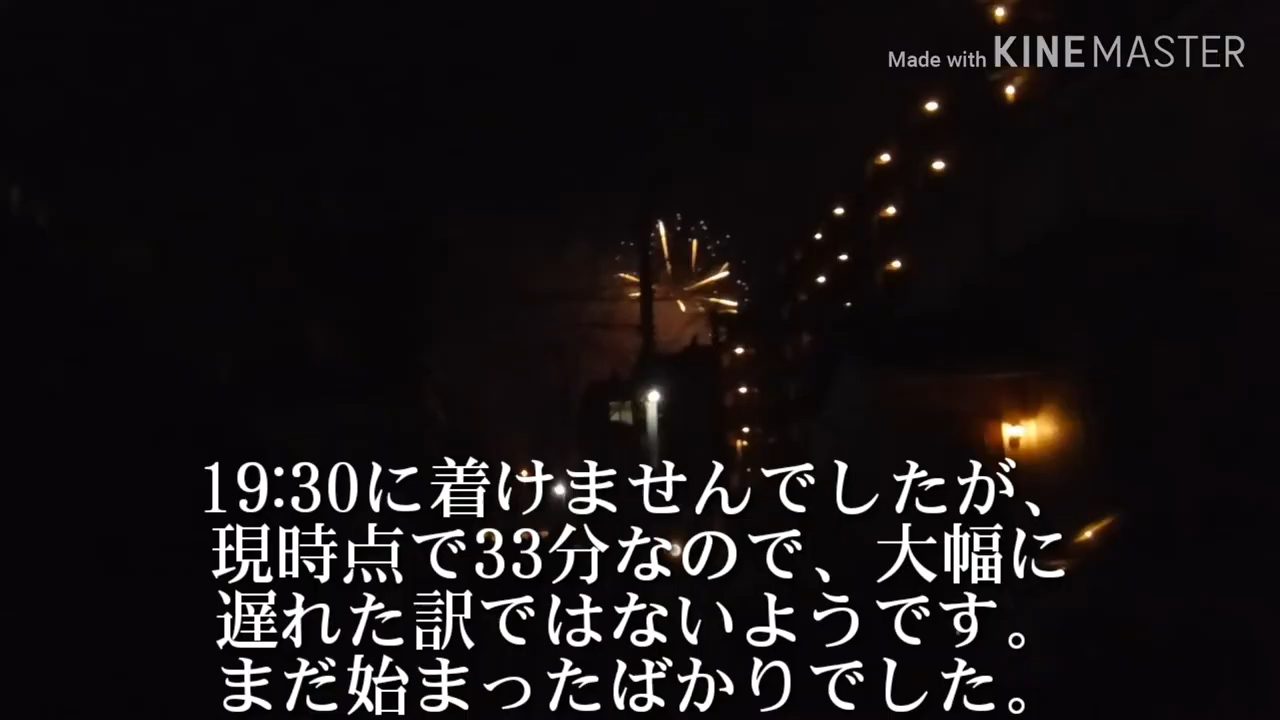 Made with KINEMASTER
19:30に着けませんでしたが、
現時点で33分なので、大幅に
遅れた訳ではないようです。
まだ始まったばかりでした。